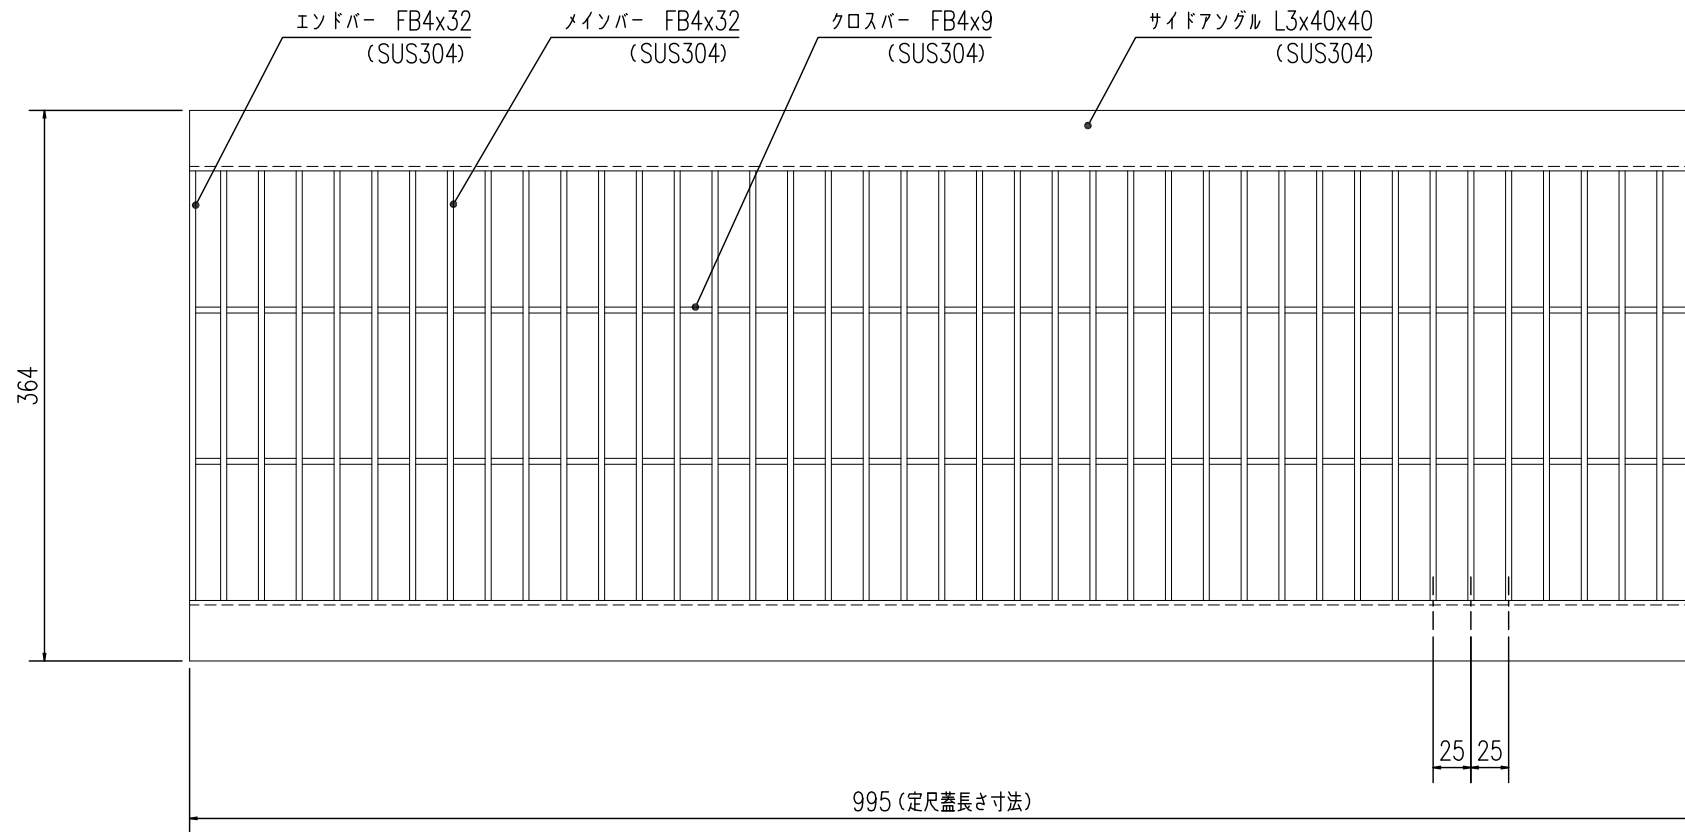 エンドバー FB4x32
(SUS304)
メインバー FB4x32
(SUS304)
クロスバー FB4x9
(SUS304)
サイドアングル L3x40x40
(SUS304)
364
25
25
995(定尺蓋長さ寸法)